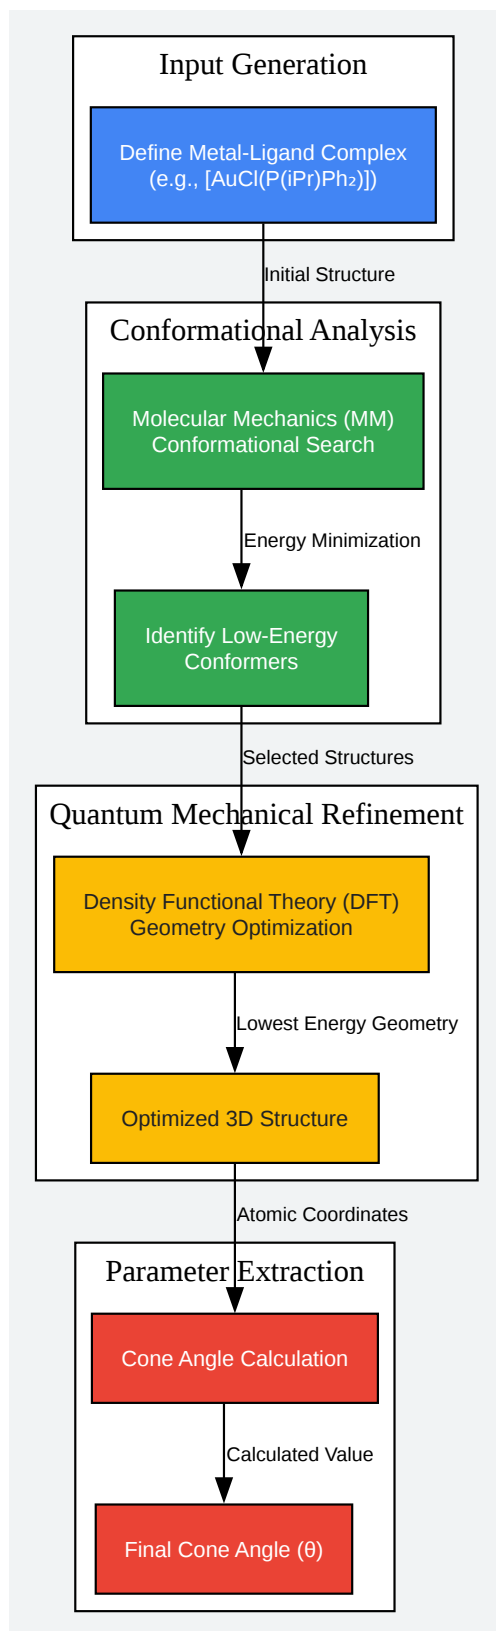 Input Generation
Define Metal-Ligand Complex
(e.g., [AuCl(P(iPr)Ph₂)])
Initial Structure
Conformational Analysis
Molecular Mechanics (MM)
Conformational Search
Energy Minimization
Identify Low-Energy
Conformers
Selected Structures
Quantum Mechanical Refinement
Density Functional Theory (DFT)
Geometry Optimization
Lowest Energy Geometry
Optimized 3D Structure
Atomic Coordinates
Parameter Extraction
Cone Angle Calculation
Calculated Value
Final Cone Angle (θ)